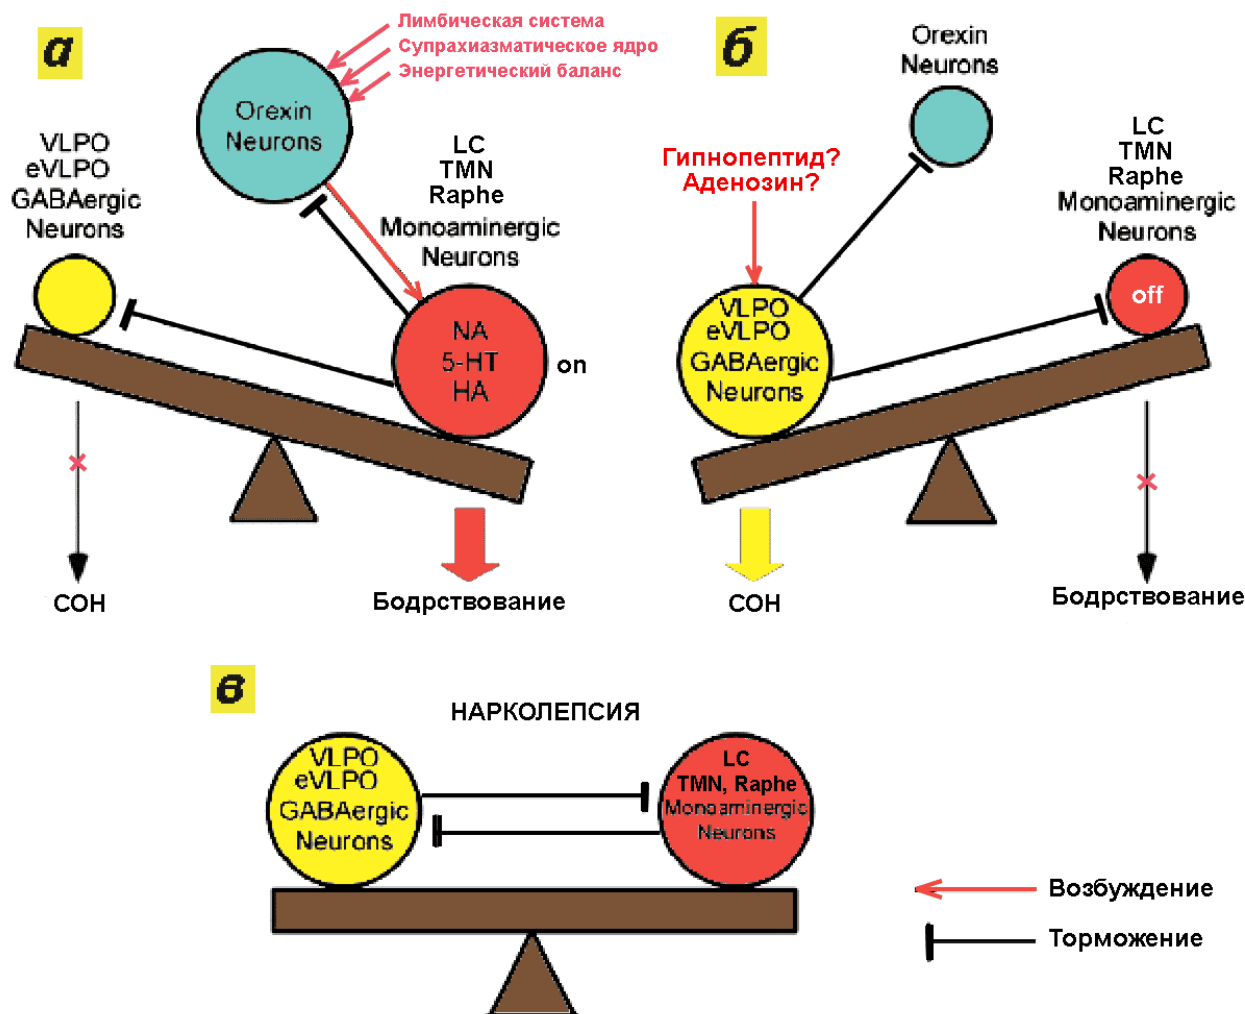 а
Лимбическая система
Супрахиазматическое ядро
Энергетический баланс
Orexin
Neurons
VLPO
eVLPO
GABAergic
Neurons
LC
TMN
Raphe
Monoaminergic
Neurons
NA
5-HT
HA
on
СОН
Бодрствование
б
Orexin
Neurons
Гипнопептид?
Аденозин?
LC
TMN
Raphe
Monoaminergic
Neurons
off
VLPO
eVLPO
GABAergic
Neurons
СОН
Бодрствование
в
НАРКОЛЕПСИЯ
VLPO
eVLPO
GABAergic
Neurons
LC
TMN, Raphe
Monoaminergic
Neurons
Возбуждение
Торможение